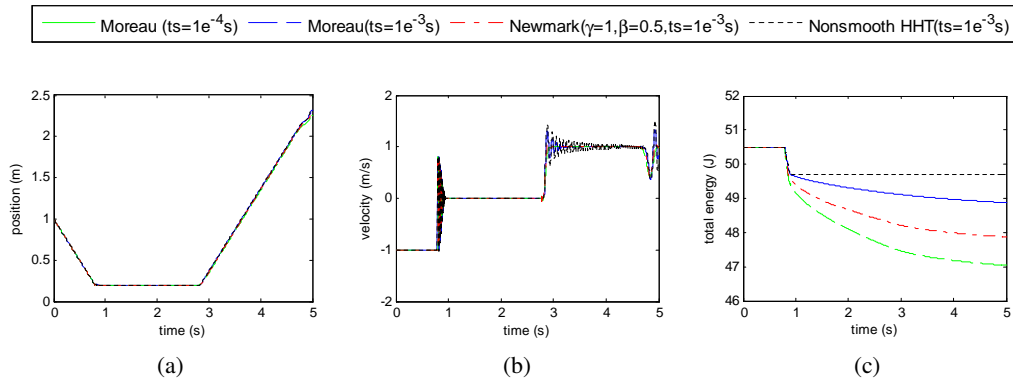 Moreau (ts=1e⁻⁴s) Moreau(ts=1e⁻³s) Newmark(γ=1,β=0.5,ts=1e⁻³s) Nonsmooth HHT(ts=1e⁻³s)
2.5
2
1.5
1
0.5
0
position (m)
0 1 2 3 4 5
time (s)
(a)
2
1
0
-1
-2
velocity (m/s)
0 1 2 3 4 5
time (s)
(b)
52
51
50
49
48
47
46
total energy (J)
0 1 2 3 4 5
time (s)
(c)